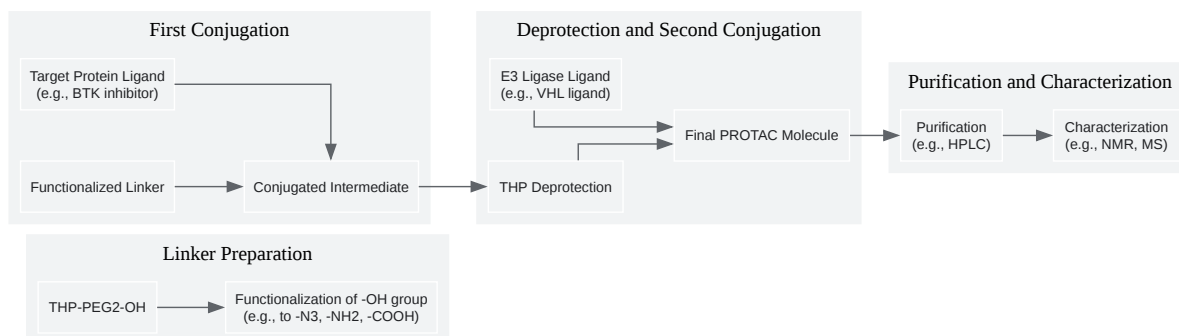 First Conjugation
Target Protein Ligand
(e.g., BTK inhibitor)
Functionalized Linker
Conjugated Intermediate
Deprotection and Second Conjugation
E3 Ligase Ligand
(e.g., VHL ligand)
THP Deprotection
Final PROTAC Molecule
Purification and Characterization
Purification
(e.g., HPLC)
Characterization
(e.g., NMR, MS)
Linker Preparation
THP-PEG2-OH
Functionalization of -OH group
(e.g., to -N3, -NH2, -COOH)